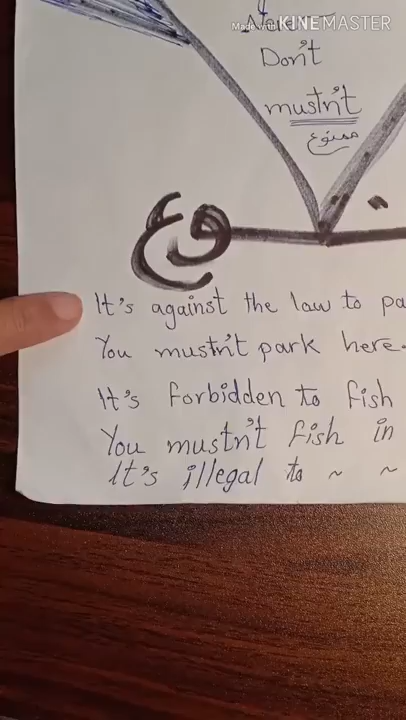 Made with KINEMASTER
Don't
mustn't
ممنوع
It's against the law to pa
You mustn't park here.
It's forbidden to fish
You mustn't fish in
It's illegal to ~ ~